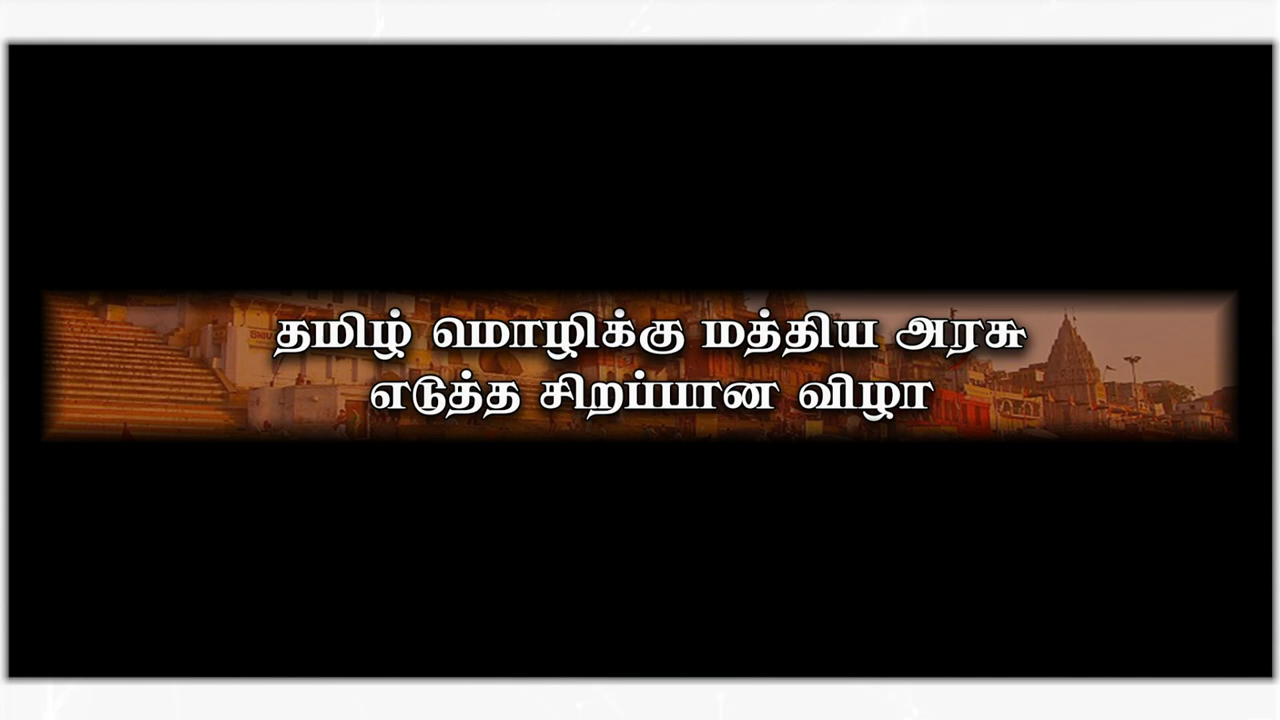 தமிழ் மொழிக்கு மத்திய அரசு
எடுத்த சிறப்பான விழா